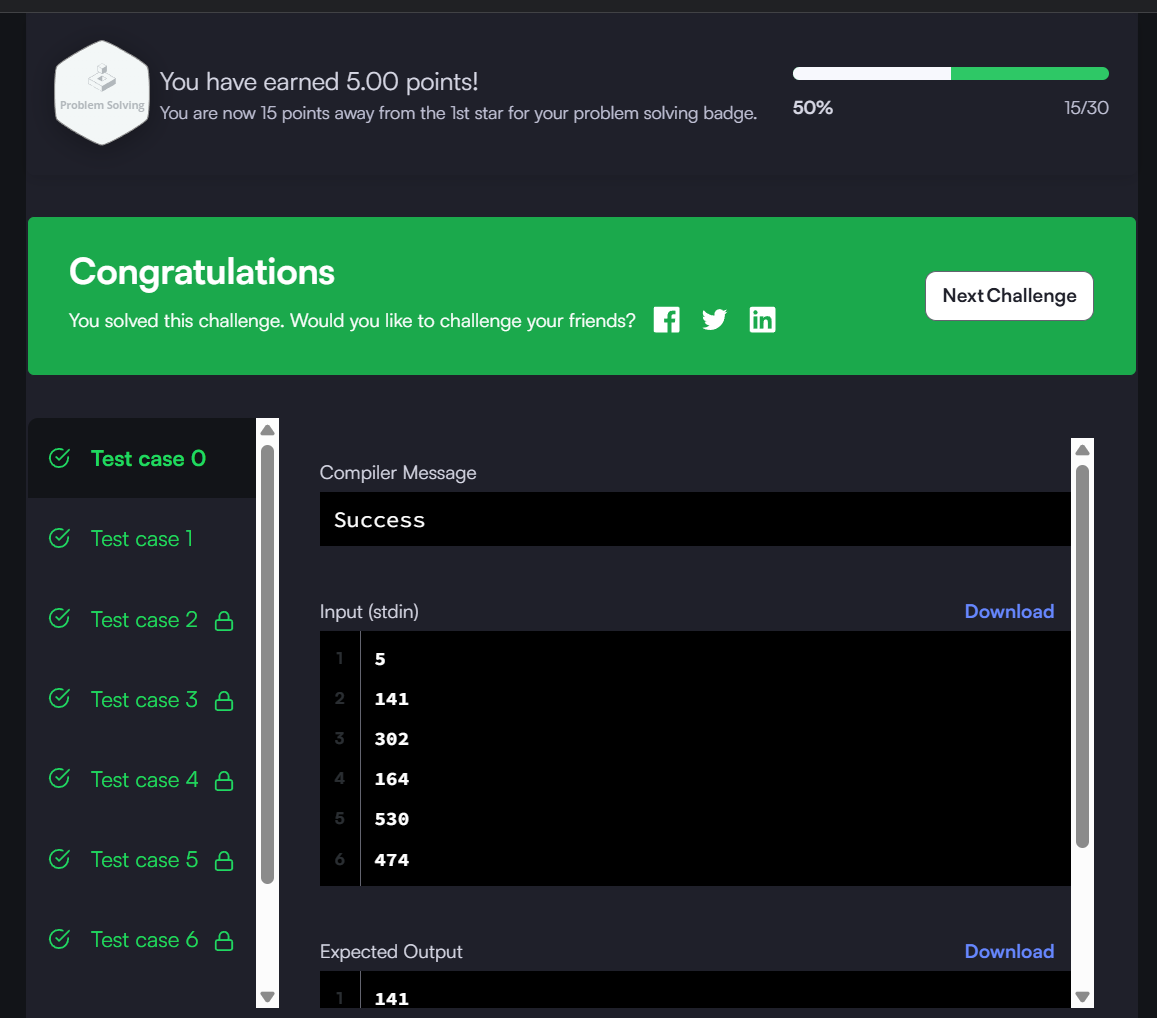 Problem Solving
You have earned 5.00 points!
You are now 15 points away from the 1st star for your problem solving badge.
50%
15/30
Congratulations
You solved this challenge. Would you like to challenge your friends?
Next Challenge
Test case 0
Test case 1
Test case 2
Test case 3
Test case 4
Test case 5
Test case 6
Compiler Message
Success
Input (stdin)
Download
1 5
2 141
3 302
4 164
5 530
6 474
Expected Output
Download
1 141